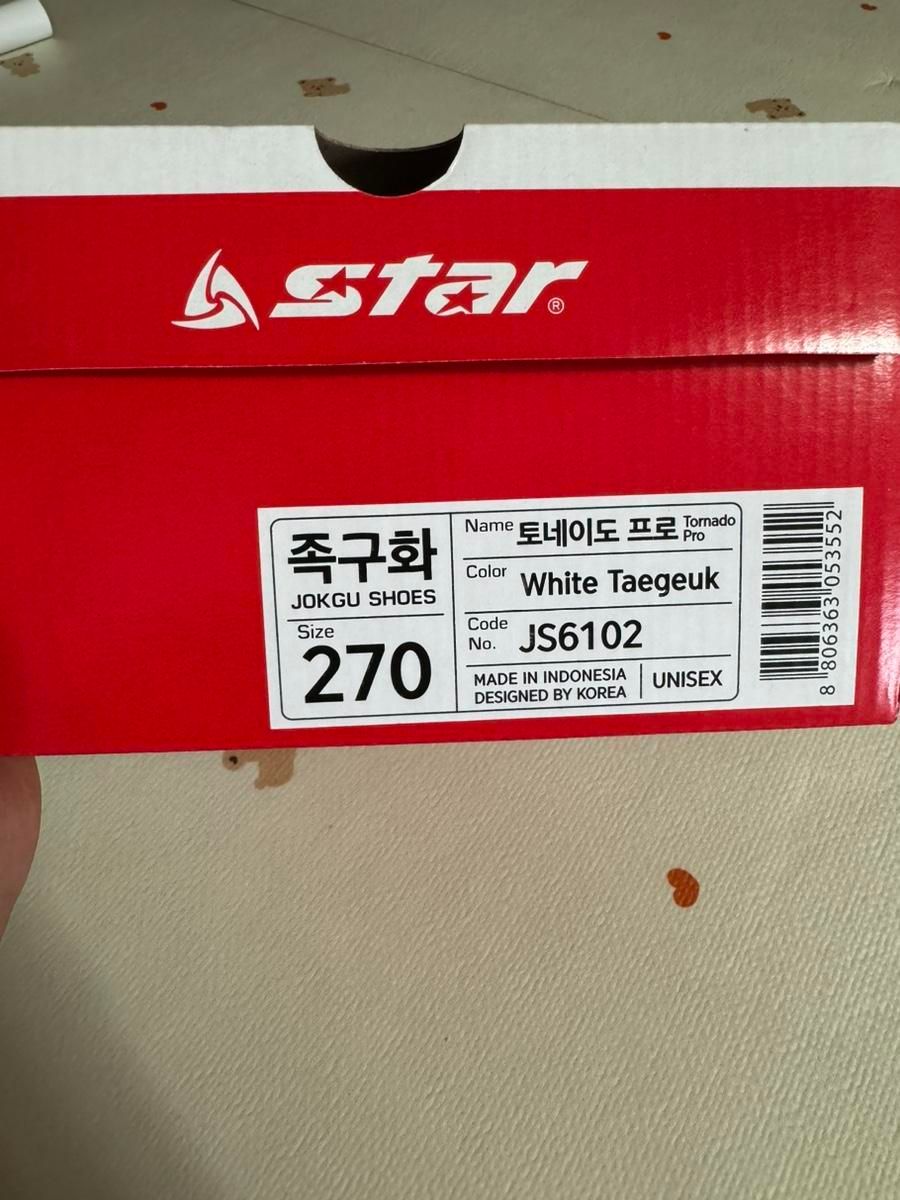 star®
족구화
JOKGU SHOES
Size
270
Name 토네이도 프로 Tornado Pro
Color White Taegeuk
Code No. JS6102
MADE IN INDONESIA
DESIGNED BY KOREA
UNISEX
8 806363 053552